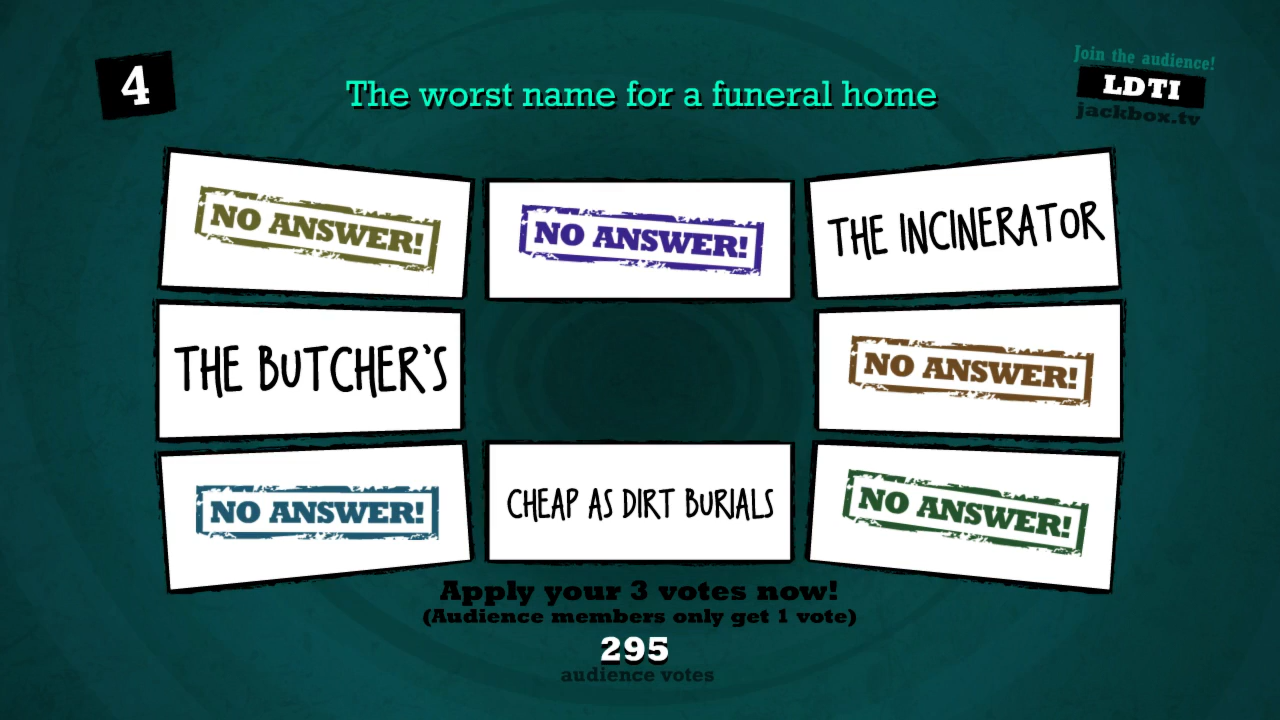 4
The worst name for a funeral home
Join the audience!
LDTI
jackbox.tv
NO ANSWER!
NO ANSWER!
THE INCINERATOR
THE BUTCHER'S
NO ANSWER!
NO ANSWER!
CHEAP AS DIRT BURIALS
NO ANSWER!
Apply your 3 votes now!
(Audience members only get 1 vote)
295
audience votes